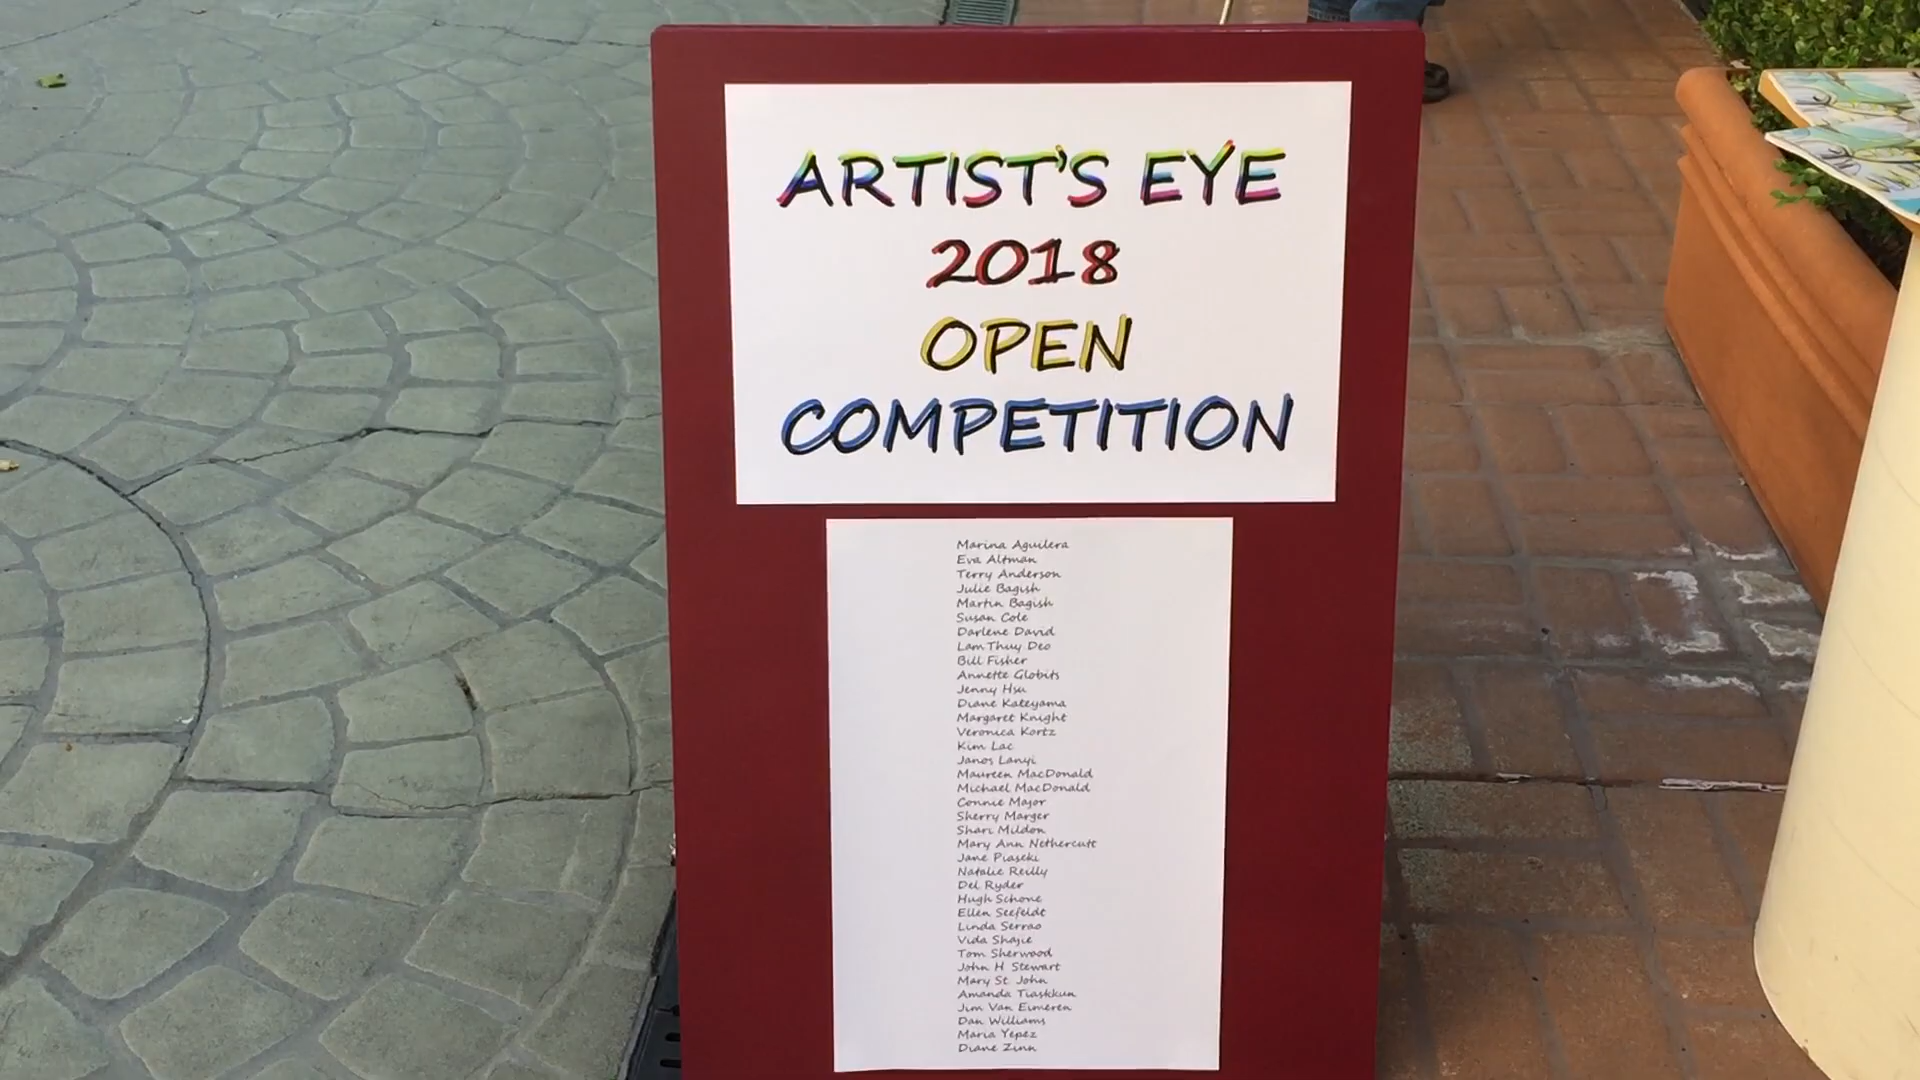 ARTIST'S EYE
2018
OPEN
COMPETITION
Marina Aguilera
Eva Altman
Terry Anderson
Julie Bagish
Martin Bagish
Susan Cole
Darlene David
Lam Thuy Deo
Bill Fisher
Annette Globits
Jenny Hsu
Diane Kateyama
Margaret Knight
Veronica Kortz
Kim Lac
Janos Lanyi
Maureen MacDonald
Michael MacDonald
Connie Major
Sherry Marger
Shari Mildon
Mary Ann Nethercutt
Jane Piasecki
Natalie Reilly
Del Ryder
Hugh Schone
Ellen Seefeldt
Linda Serrao
Vida Shajie
Tom Sherwood
John H Stewart
Mary St. John
Amanda Tiaskkun
Jim Van Eimeren
Dan Williams
Maria Yepez
Diane Zinn